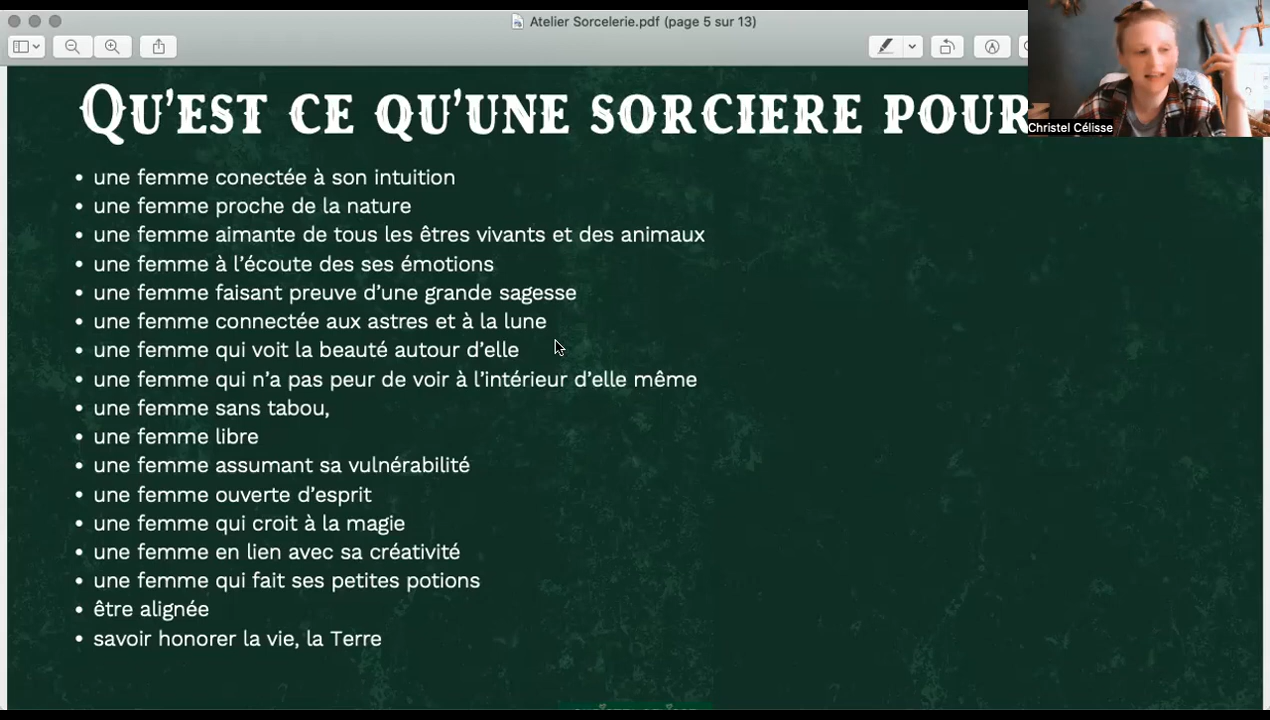 Atelier Sorcelerie.pdf (page 5 sur 13)
QU'EST CE QU'UNE SORCIERE POUR
Christel Célisse
• une femme conectée à son intuition
• une femme proche de la nature
• une femme aimante de tous les êtres vivants et des animaux
• une femme à l'écoute des ses émotions
• une femme faisant preuve d'une grande sagesse
• une femme connectée aux astres et à la lune
• une femme qui voit la beauté autour d'elle
• une femme qui n'a pas peur de voir à l'intérieur d'elle même
• une femme sans tabou,
• une femme libre
• une femme assumant sa vulnérabilité
• une femme ouverte d'esprit
• une femme qui croit à la magie
• une femme en lien avec sa créativité
• une femme qui fait ses petites potions
• être alignée
• savoir honorer la vie, la Terre